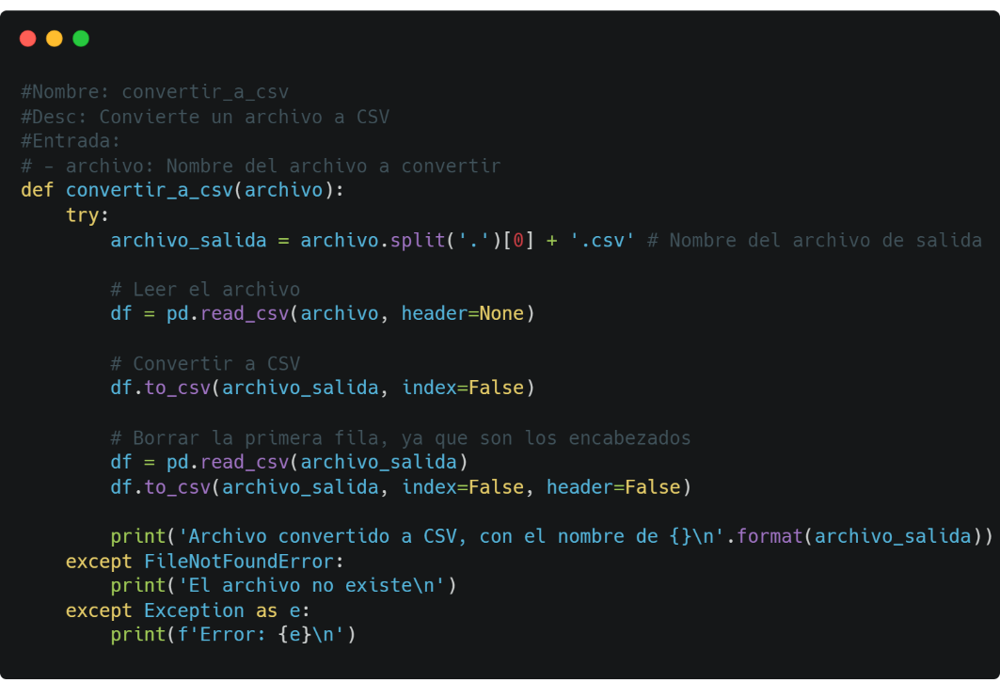 #Nombre: convertir_a_csv
#Desc: Convierte un archivo a CSV
#Entrada:
# - archivo: Nombre del archivo a convertir
def convertir_a_csv(archivo):
    try:
        archivo_salida = archivo.split('.')[0] + '.csv' # Nombre del archivo de salida

        # Leer el archivo
        df = pd.read_csv(archivo, header=None)

        # Convertir a CSV
        df.to_csv(archivo_salida, index=False)

        # Borrar la primera fila, ya que son los encabezados
        df = pd.read_csv(archivo_salida)
        df.to_csv(archivo_salida, index=False, header=False)

        print('Archivo convertido a CSV, con el nombre de {}\n'.format(archivo_salida))
    except FileNotFoundError:
        print('El archivo no existe\n')
    except Exception as e:
        print(f'Error: {e}\n')